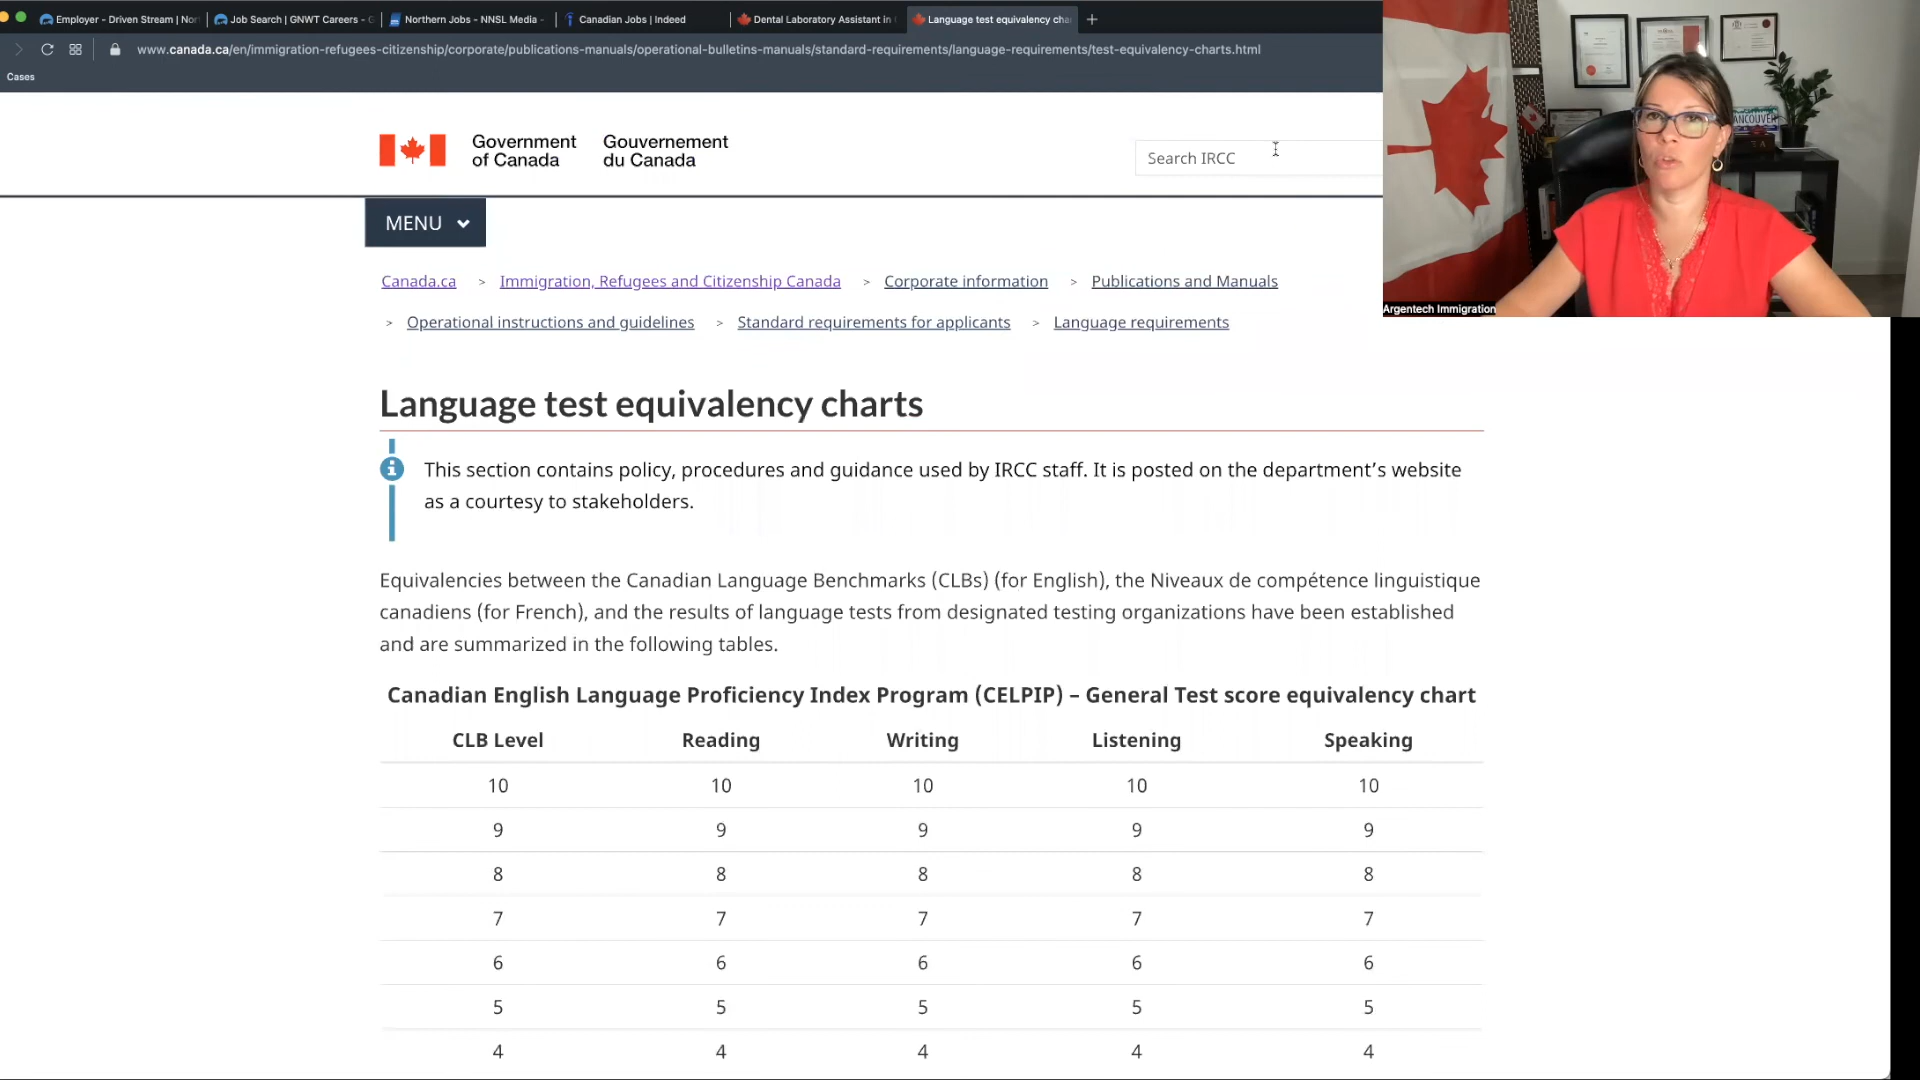 Employer - Driven Stream | Nor
Job Search | GNWT Careers - G
Northern Jobs - NNSL Media -
Canadian Jobs | Indeed
Dental Laboratory Assistant in
Language test equivalency cha
www.canada.ca/en/immigration-refugees-citizenship/corporate/publications-manuals/operational-bulletins-manuals/standard-requirements/language-requirements/test-equivalency-charts.html
Cases
Government of Canada
Gouvernement du Canada
Search IRCC
VANCOUVER
Argentech Immigration
MENU
Canada.ca > Immigration, Refugees and Citizenship Canada > Corporate information > Publications and Manuals
> Operational instructions and guidelines > Standard requirements for applicants > Language requirements
Language test equivalency charts
This section contains policy, procedures and guidance used by IRCC staff. It is posted on the department’s website
as a courtesy to stakeholders.
Equivalencies between the Canadian Language Benchmarks (CLBs) (for English), the Niveaux de compétence linguistique
canadiens (for French), and the results of language tests from designated testing organizations have been established
and are summarized in the following tables.
Canadian English Language Proficiency Index Program (CELPIP) – General Test score equivalency chart
CLB Level Reading Writing Listening Speaking
10 10 10 10 10
9 9 9 9 9
8 8 8 8 8
7 7 7 7 7
6 6 6 6 6
5 5 5 5 5
4 4 4 4 4